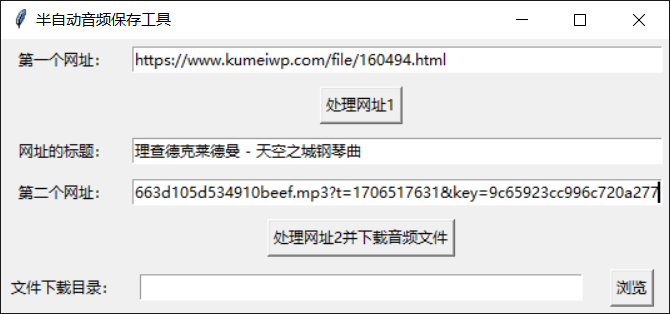 半自动音频保存工具
第一个网址： https://www.kumeiwp.com/file/160494.html
处理网址1
网址的标题： 理查德克莱德曼 - 天空之城钢琴曲
第二个网址： 663d105d534910beef.mp3?t=1706517631&key=9c65923cc996c720a277
处理网址2并下载音频文件
文件下载目录： 浏览